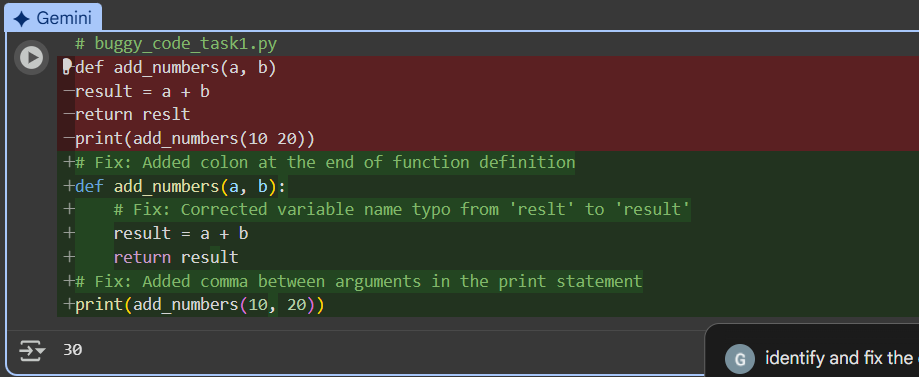 Gemini
# buggy_code_task1.py
-def add_numbers(a, b)
-result = a + b
-return reslt
-print(add_numbers(10 20))
+# Fix: Added colon at the end of function definition
+def add_numbers(a, b):
+    # Fix: Corrected variable name typo from 'reslt' to 'result'
+    result = a + b
+    return result
+# Fix: Added comma between arguments in the print statement
+print(add_numbers(10, 20))
30
G identify and fix the